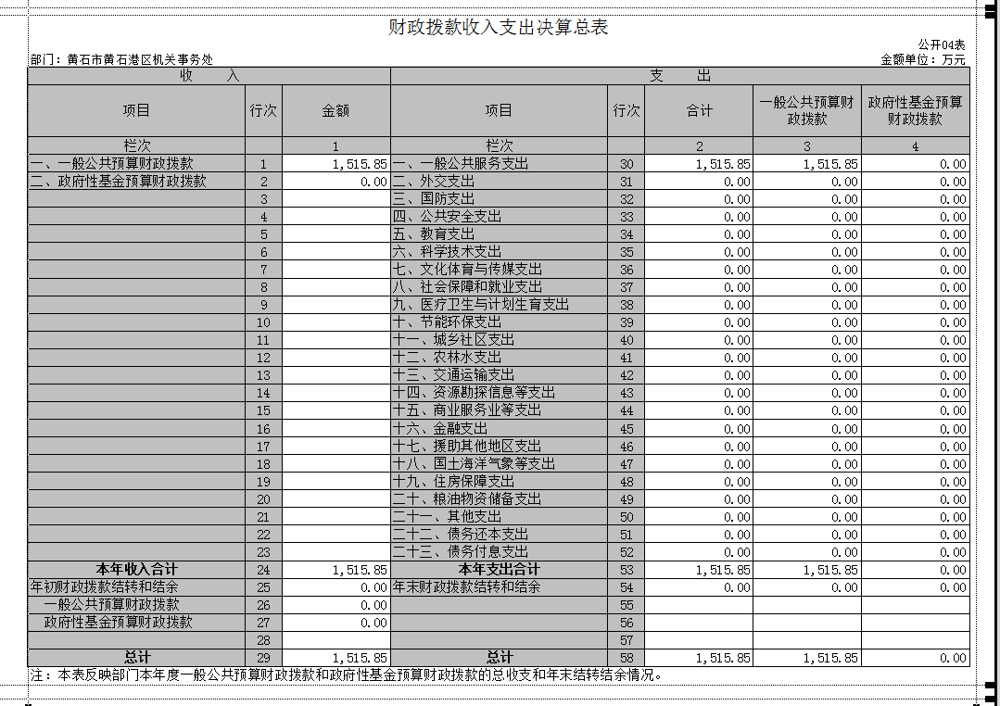 财政拨款收入支出决算总表
公开04表
部门：黄石市黄石港区机关事务处 金额单位：万元
收 入 支 出
项目 行次 金额 项目 行次 合计 一般公共预算财政拨款 政府性基金预算财政拨款
栏次 1 栏次 2 3 4
一、一般公共预算财政拨款 1 1,515.85 一、一般公共服务支出 30 1,515.85 1,515.85 0.00
二、政府性基金预算财政拨款 2 0.00 二、外交支出 31 0.00 0.00 0.00
3 三、国防支出 32 0.00 0.00 0.00
4 四、公共安全支出 33 0.00 0.00 0.00
5 五、教育支出 34 0.00 0.00 0.00
6 六、科学技术支出 35 0.00 0.00 0.00
7 七、文化体育与传媒支出 36 0.00 0.00 0.00
8 八、社会保障和就业支出 37 0.00 0.00 0.00
9 九、医疗卫生与计划生育支出 38 0.00 0.00 0.00
10 十、节能环保支出 39 0.00 0.00 0.00
11 十一、城乡社区支出 40 0.00 0.00 0.00
12 十二、农林水支出 41 0.00 0.00 0.00
13 十三、交通运输支出 42 0.00 0.00 0.00
14 十四、资源勘探信息等支出 43 0.00 0.00 0.00
15 十五、商业服务业等支出 44 0.00 0.00 0.00
16 十六、金融支出 45 0.00 0.00 0.00
17 十七、援助其他地区支出 46 0.00 0.00 0.00
18 十八、国土海洋气象等支出 47 0.00 0.00 0.00
19 十九、住房保障支出 48 0.00 0.00 0.00
20 二十、粮油物资储备支出 49 0.00 0.00 0.00
21 二十一、其他支出 50 0.00 0.00 0.00
22 二十二、债务还本支出 51 0.00 0.00 0.00
23 二十三、债务付息支出 52 0.00 0.00 0.00
本年收入合计 24 1,515.85 本年支出合计 53 1,515.85 1,515.85 0.00
年初财政拨款结转和结余 25 0.00 年末财政拨款结转和结余 54 0.00 0.00 0.00
一般公共预算财政拨款 26 0.00 55
政府性基金预算财政拨款 27 0.00 56
28 57
总计 29 1,515.85 总计 58 1,515.85 1,515.85 0.00
注：本表反映部门本年度一般公共预算财政拨款和政府性基金预算财政拨款的总收支和年末结转结余情况。